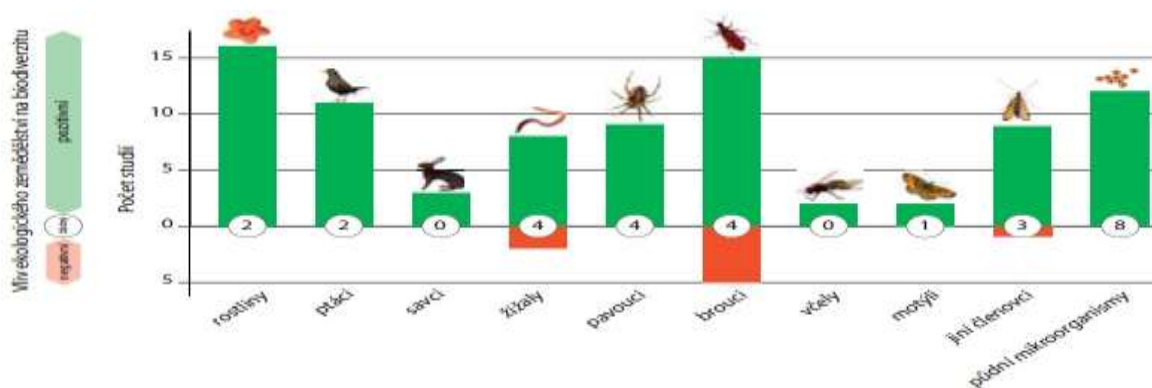 Vliv ekologického zemědělství na biodiverzitu
pozitivní
negativní
Počet studií
15
10
5
0
5
2
2
0
4
4
4
0
1
3
8
rostliny
ptáci
savci
žížaly
pavouci
brouci
včely
motýli
jiní členovci
půdní mikroorganismy